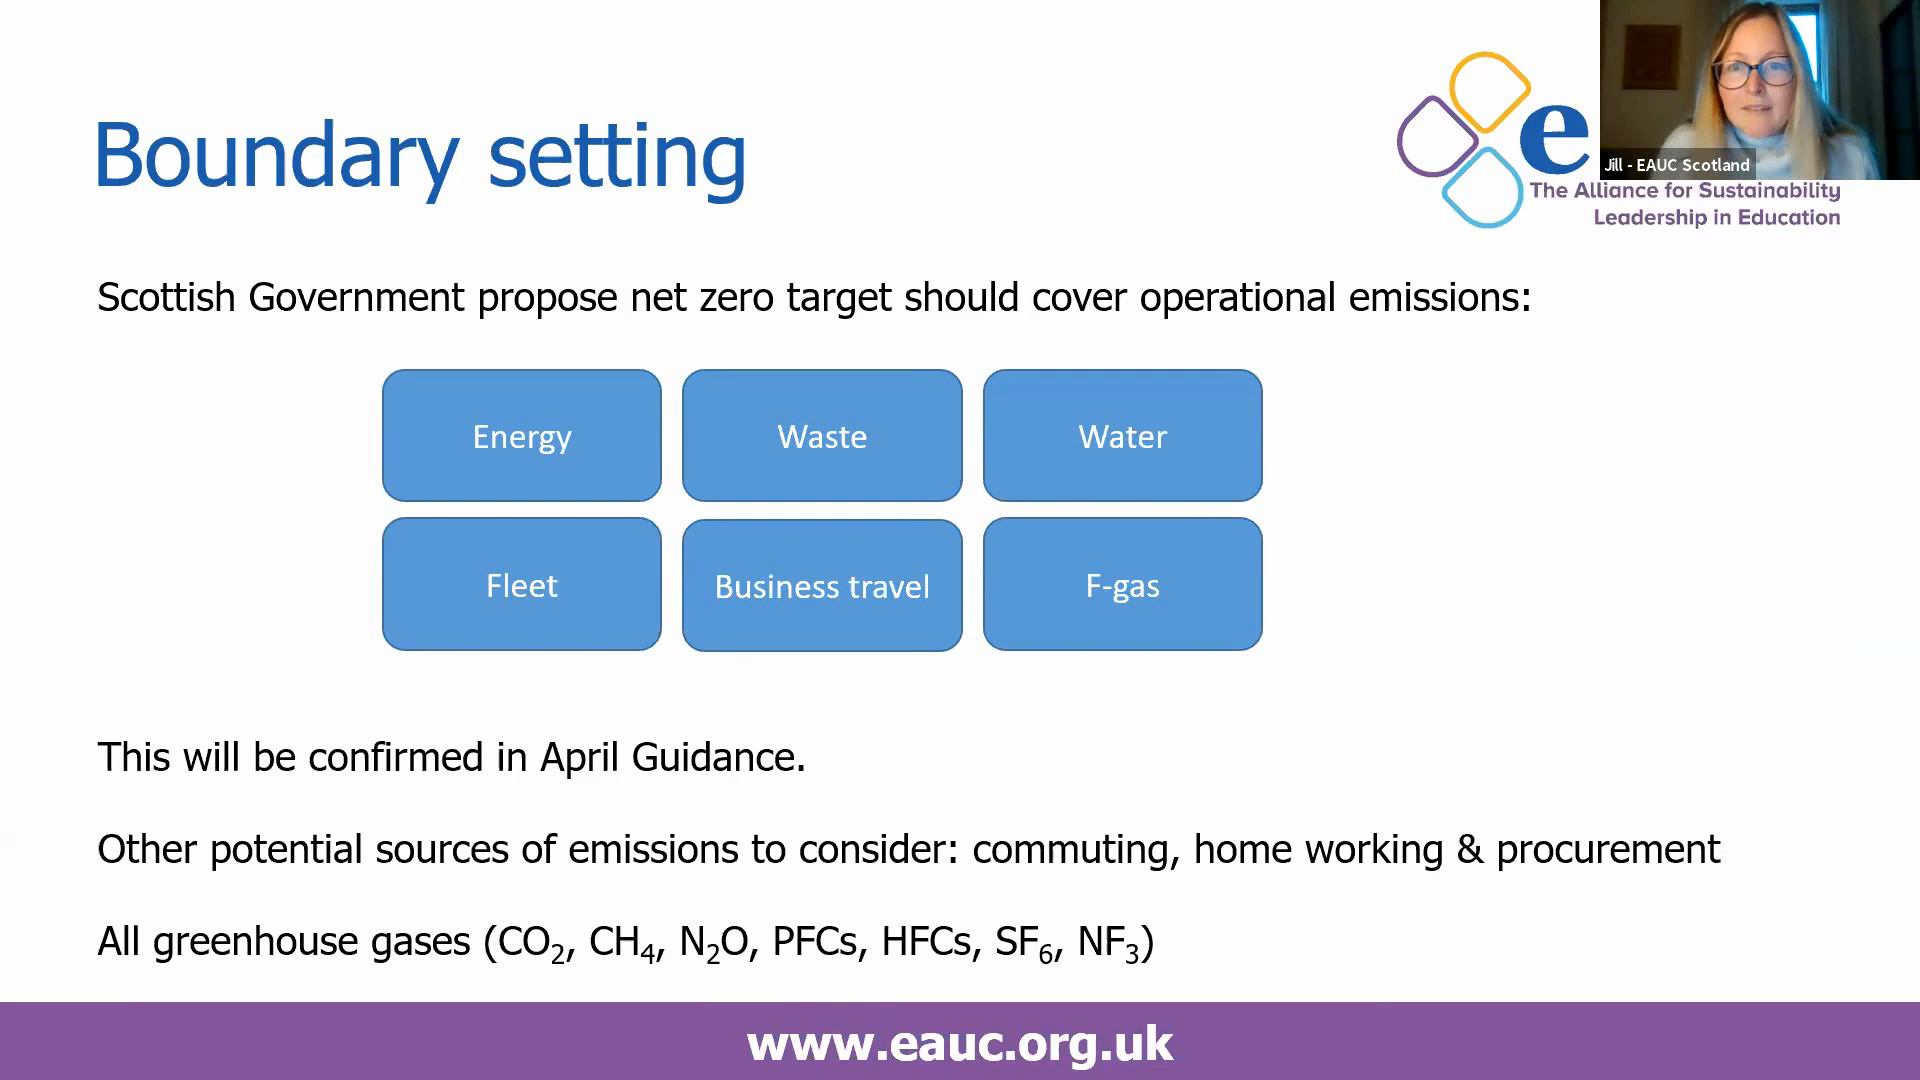 Boundary setting
e
Jill - EAUC Scotland
The Alliance for Sustainability
Leadership in Education
Scottish Government propose net zero target should cover operational emissions:
Energy
Waste
Water
Fleet
Business travel
F-gas
This will be confirmed in April Guidance.
Other potential sources of emissions to consider: commuting, home working & procurement
All greenhouse gases (CO₂, CH₄, N₂O, PFCs, HFCs, SF₆, NF₃)
www.eauc.org.uk